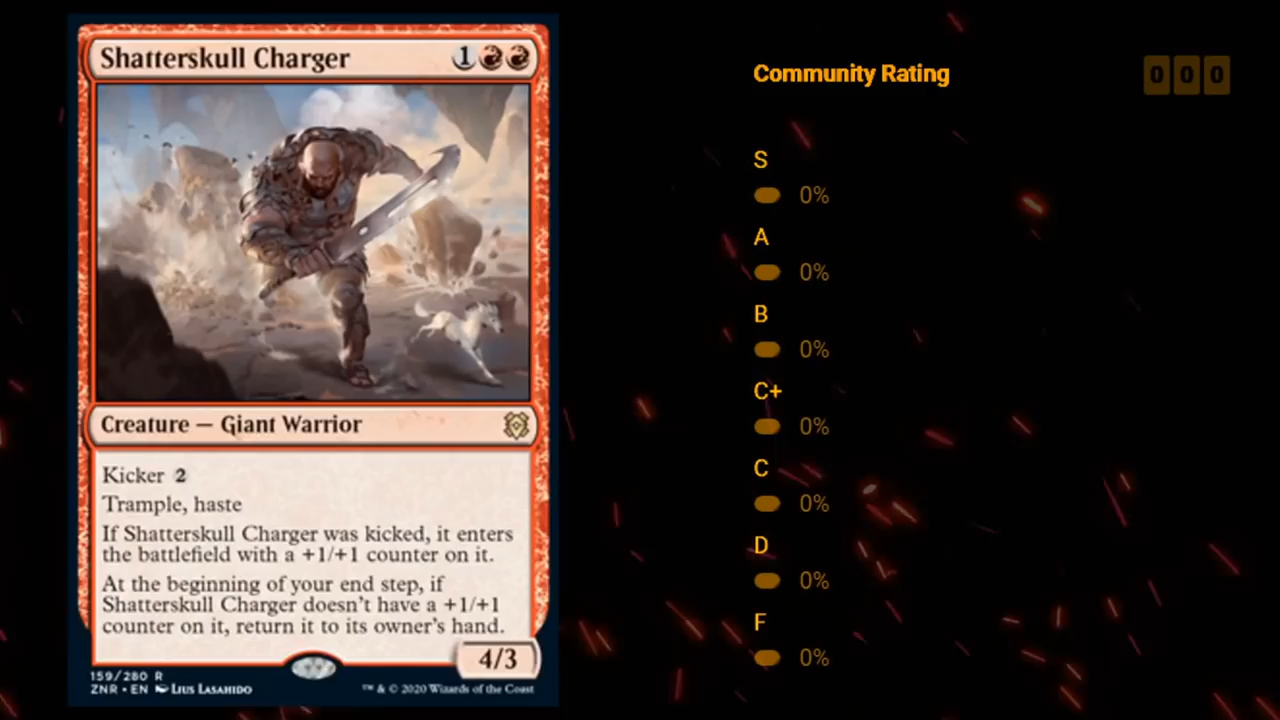 Shatterskull Charger 1
Creature — Giant Warrior
Kicker 2
Trample, haste
If Shatterskull Charger was kicked, it enters
the battlefield with a +1/+1 counter on it.
At the beginning of your end step, if
Shatterskull Charger doesn't have a +1/+1
counter on it, return it to its owner's hand.
4/3
159/280 R
ZNR • EN Lius Lasahido
™ & © 2020 Wizards of the Coast
Community Rating
000
S
0%
A
0%
B
0%
C+
0%
C
0%
D
0%
F
0%